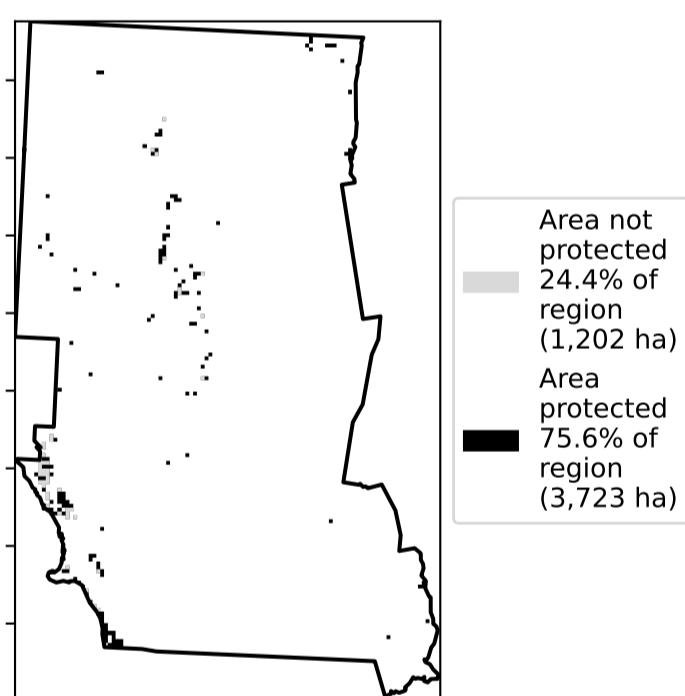 Area not
protected
24.4% of
region
(1,202 ha)
Area
protected
75.6% of
region
(3,723 ha)